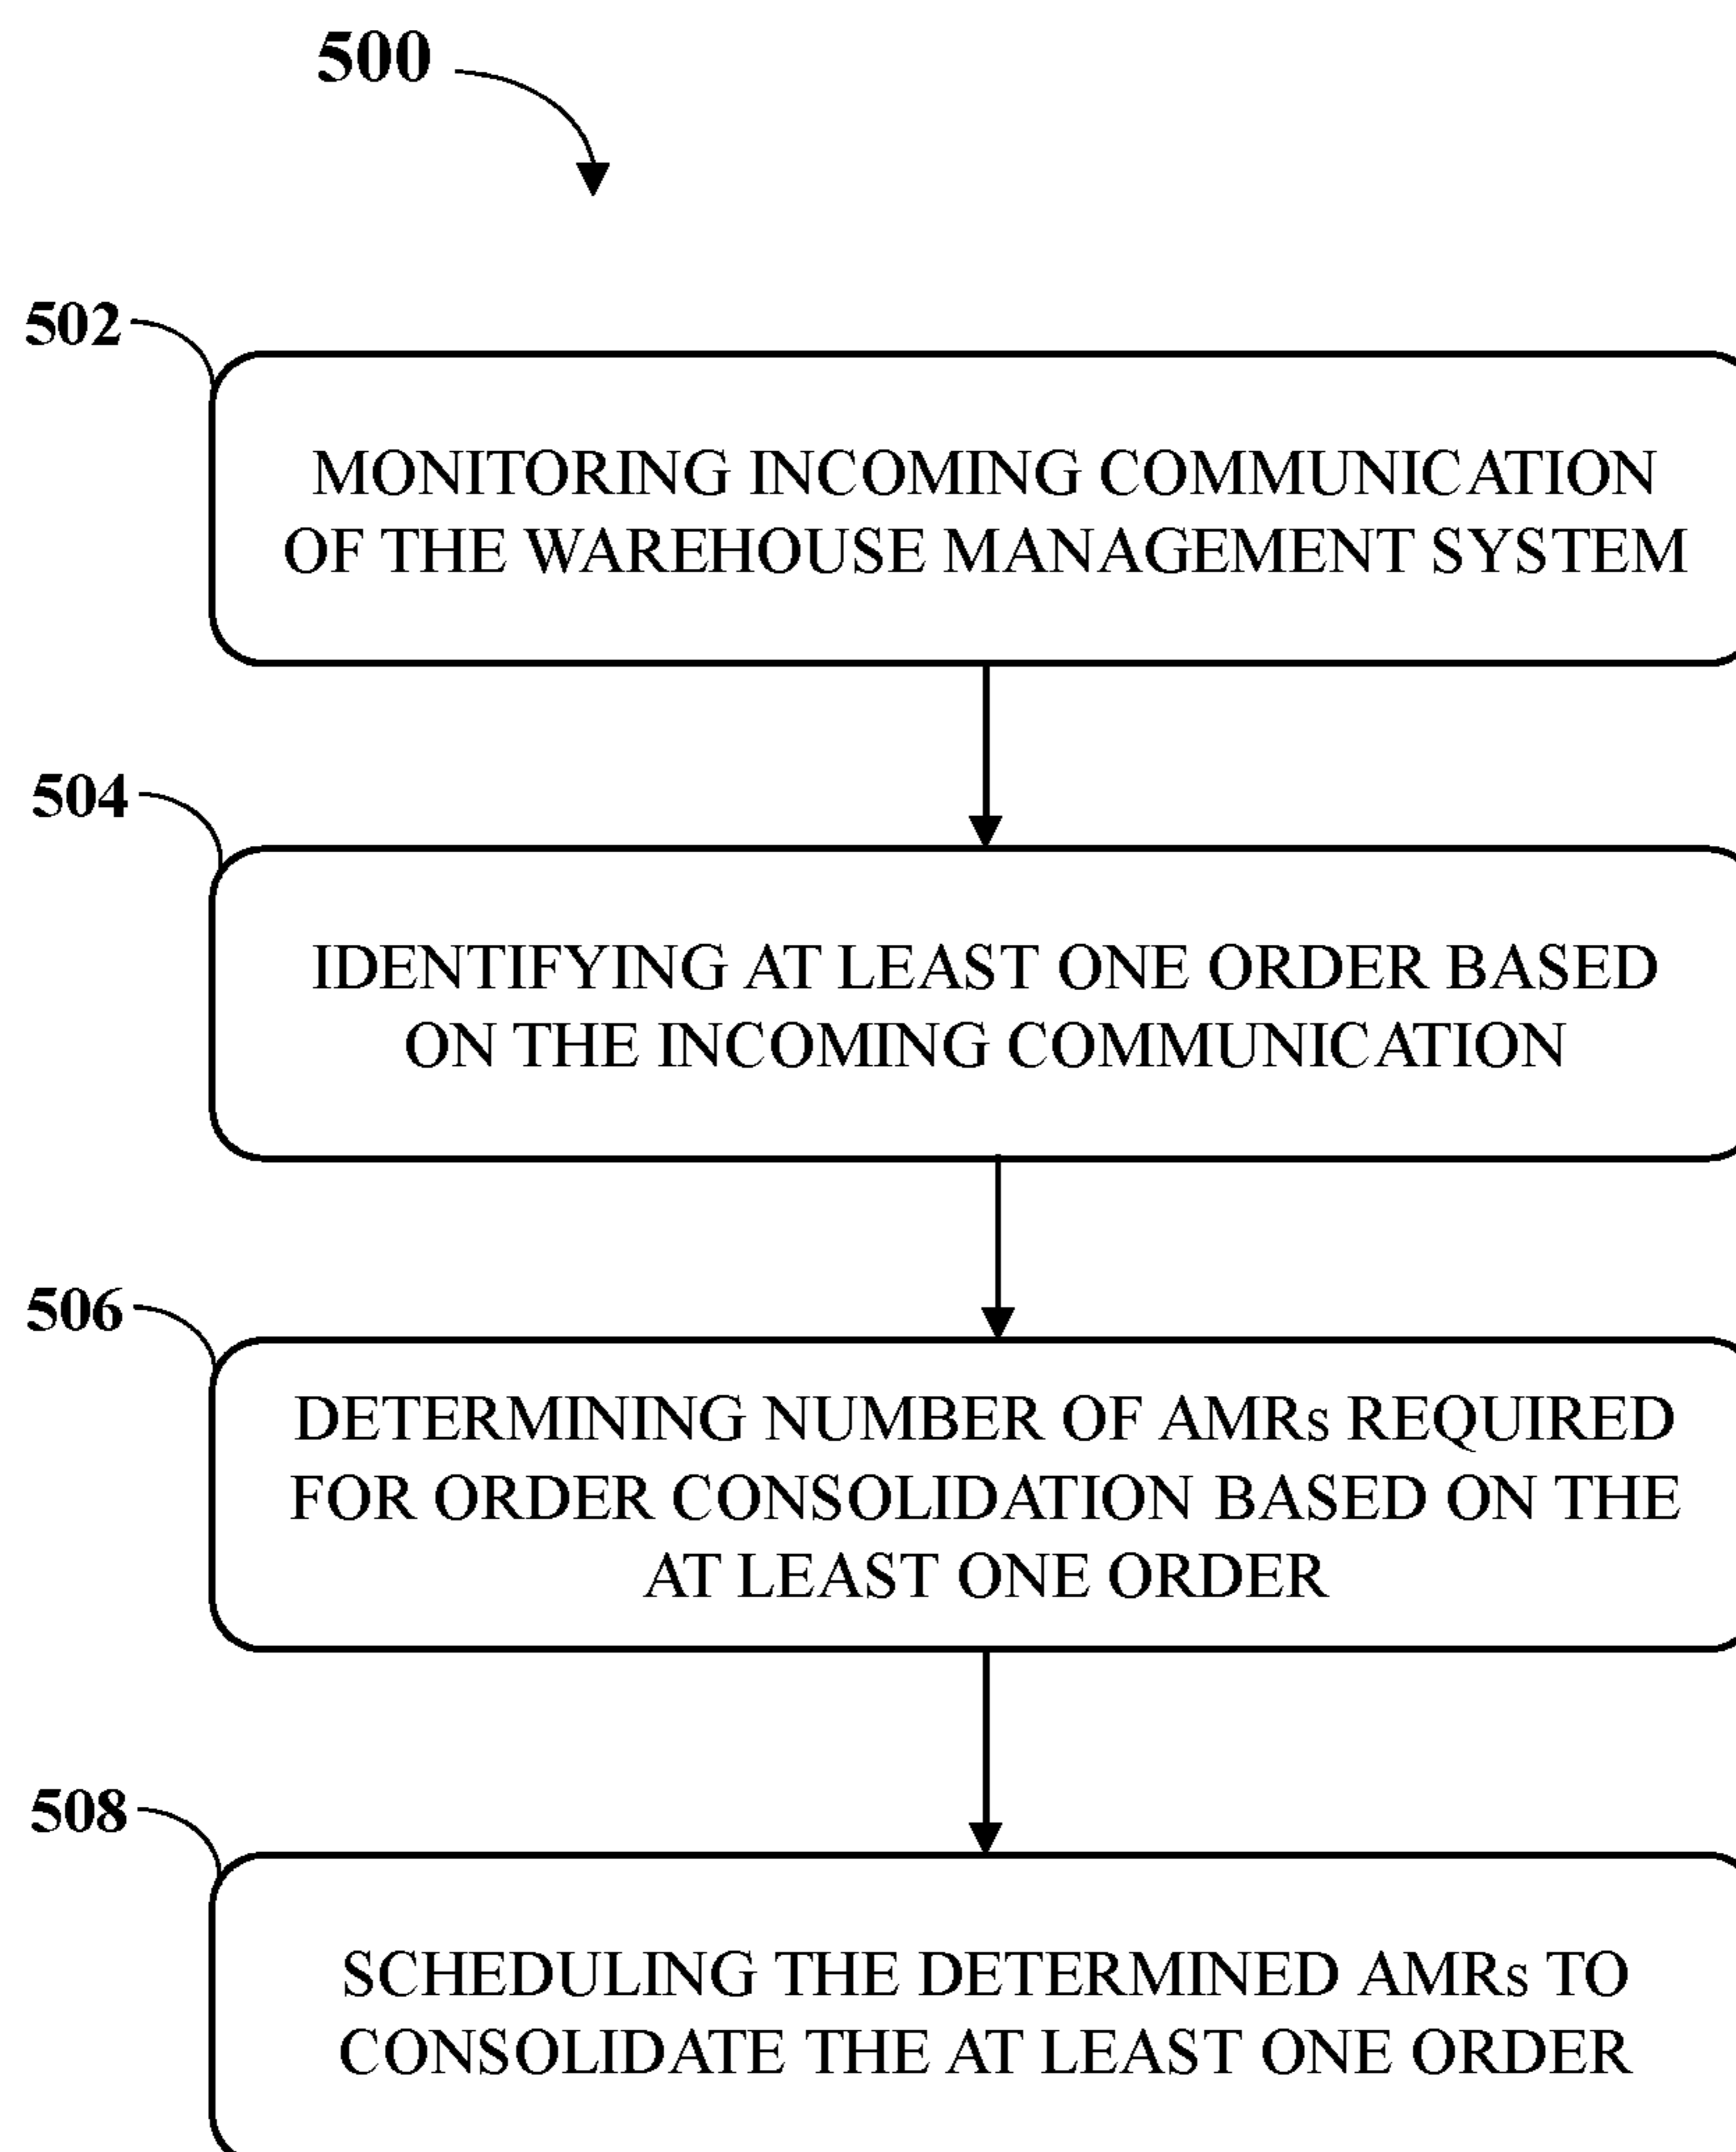 500
502
MONITORING INCOMING COMMUNICATION
OF THE WAREHOUSE MANAGEMENT SYSTEM
504
IDENTIFYING AT LEAST ONE ORDER BASED
ON THE INCOMING COMMUNICATION
506
DETERMINING NUMBER OF AMRs REQUIRED
FOR ORDER CONSOLIDATION BASED ON THE
AT LEAST ONE ORDER
508
SCHEDULING THE DETERMINED AMRs TO
CONSOLIDATE THE AT LEAST ONE ORDER